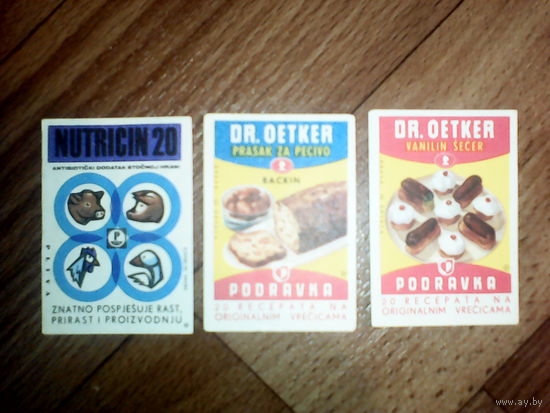 NUTRICIN 20
ANTIBIOTIČKI DODATAK STOČNOJ HRANI
P
PLIVA
ZNATNO POSPJEŠUJE RAST,
PRIRAST I PROIZVODNJU
DR. OETKER
PRAŠAK ZA PECIVO
BACKIN
P
PODRAVKA
20 RECEPATA NA
ORIGINALNIM VREĆICAMA
DR. OETKER
VANILIN ŠEĆER
PODRAVKA
20 RECEPATA NA
ORIGINALNIM VREĆICAMA
www.ay.by